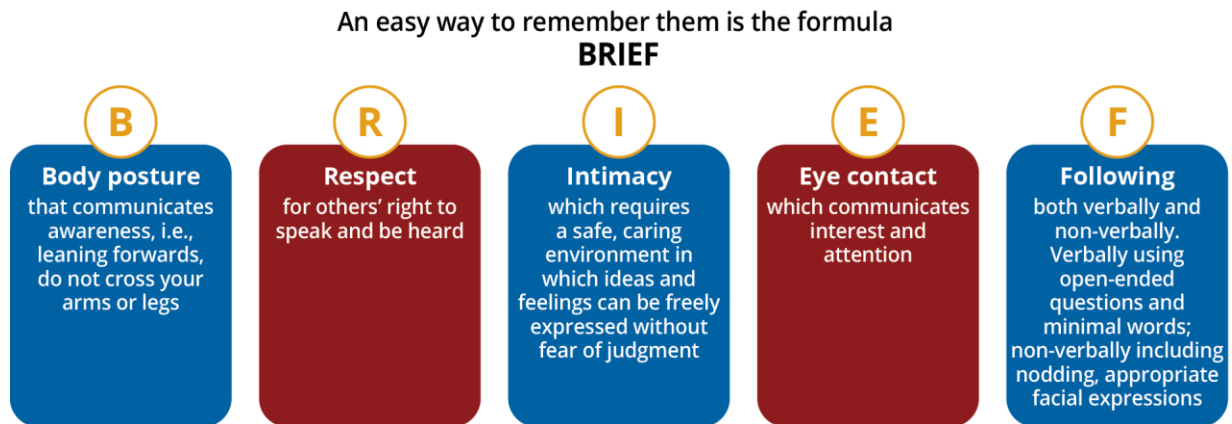 An easy way to remember them is the formula
BRIEF
B
Body posture
that communicates
awareness, i.e.,
leaning forwards,
do not cross your
arms or legs
R
Respect
for others’ right to
speak and be heard
I
Intimacy
which requires
a safe, caring
environment in
which ideas and
feelings can be freely
expressed without
fear of judgment
E
Eye contact
which communicates
interest and
attention
F
Following
both verbally and
non-verbally.
Verbally using
open-ended
questions and
minimal words;
non-verbally including
nodding, appropriate
facial expressions